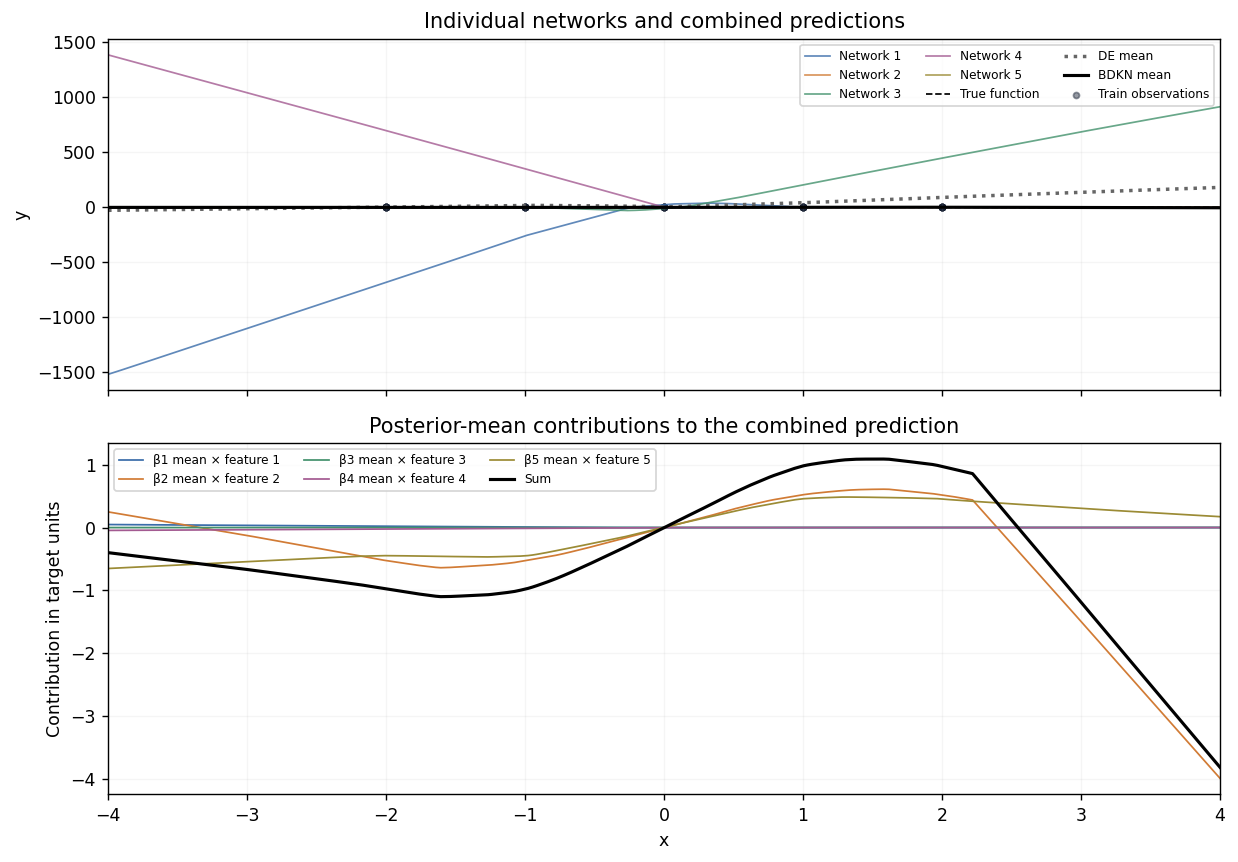 Individual networks and combined predictions
1500
1000
500
0
−500
−1000
−1500
y
Network 1
Network 2
Network 3
Network 4
Network 5
True function
DE mean
BDKN mean
Train observations
Posterior-mean contributions to the combined prediction
1
0
−1
−2
−3
−4
Contribution in target units
β1 mean × feature 1
β2 mean × feature 2
β3 mean × feature 3
β4 mean × feature 4
β5 mean × feature 5
Sum
−4 −3 −2 −1 0 1 2 3 4
x